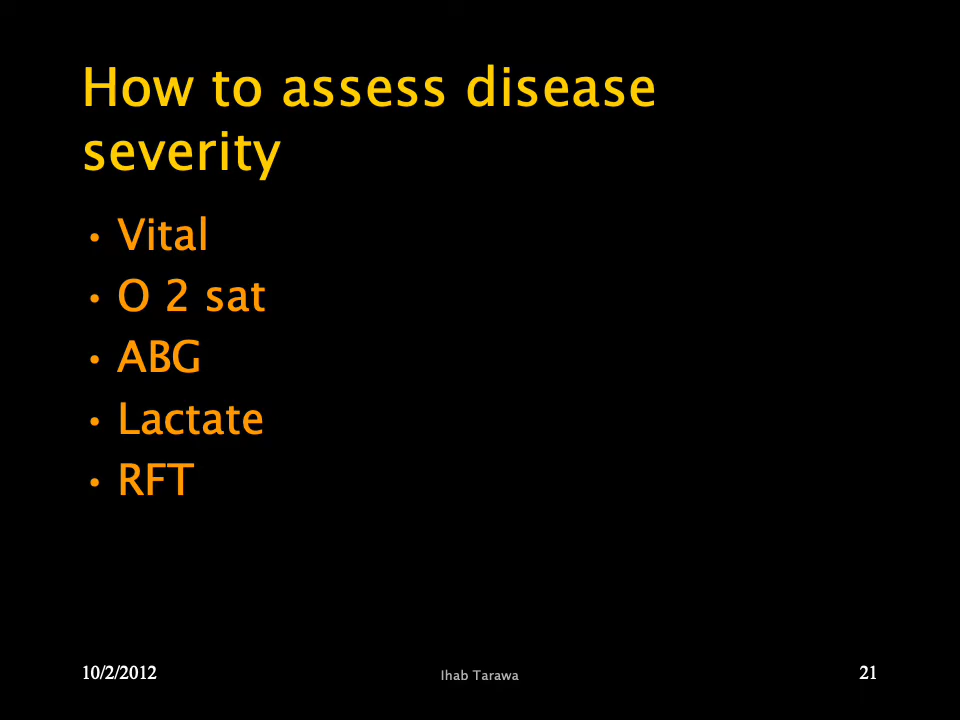 How to assess disease
severity
• Vital
• O 2 sat
• ABG
• Lactate
• RFT
10/2/2012
Ihab Tarawa
21